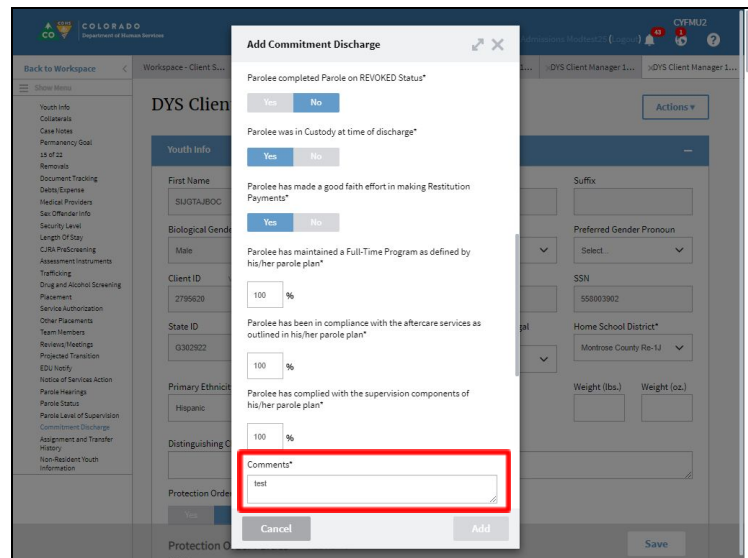 COLORADO
CO
CDHS
Department of Human Services
CYFMU2
(Logout)
43
1
?
Back to Workspace <
Workspace - Client S...
DYS Client Manager 1...
DYS Client Manager 1...
Show Menu
Youth Info
Collaterals
Case Notes
Permanency Goal
15 of 22
Removals
Document Tracking
Debts/Expense
Medical Providers
Sex Offender Info
Security Level
Length Of Stay
CJRA PreScreening
Assessment Instruments
Trafficking
Drug and Alcohol Screening
Placement
Service Authorization
Other Placements
Team Members
Reviews/Meetings
Projected Transition
EDU Notify
Notice of Services Action
Parole Hearings
Parole Status
Parole Level of Supervision
Commitment Discharge
Assignment and Transfer
History
Non-Resident Youth
Information
DYS Clien
Actions
Youth Info
First Name
SIJGTAJBOC
Suffix
Biological Gende
Male
Preferred Gender Pronoun
Select...
Client ID
2795620
SSN
558003902
State ID
G302922
gal
Home School District*
Montrose County Re-1J
Primary Ethnicit
Hispanic
Weight (lbs.)
Weight (oz.)
Distinguishing C
Protection Orde
Yes
Protection O
Save
Add Commitment Discharge
Parolee completed Parole on REVOKED Status*
Yes No
Parolee was in Custody at time of discharge*
Yes No
Parolee has made a good faith effort in making Restitution
Payments*
Yes No
Parolee has maintained a Full-Time Program as defined by
his/her parole plan*
100 %
Parolee has been in compliance with the aftercare services as
outlined in his/her parole plan*
100 %
Parolee has complied with the supervision components of
his/her parole plan*
100 %
Comments*
test
Cancel
Add